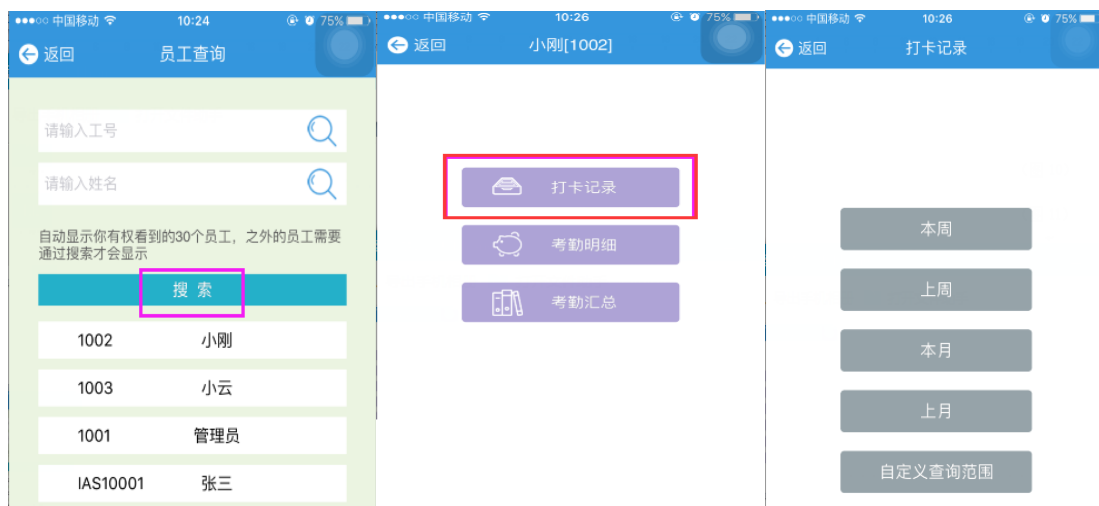 中国移动 10:24 75%
返回 员工查询
请输入工号
请输入姓名
自动显示你有权看到的30个员工，之外的员工需要
通过搜索才会显示
搜 索
1002 小刚
1003 小云
1001 管理员
IAS10001 张三
中国移动 10:26 75%
返回 小刚[1002]
打卡记录
考勤明细
考勤汇总
中国移动 10:26 75%
返回 打卡记录
本周
上周
本月
上月
自定义查询范围